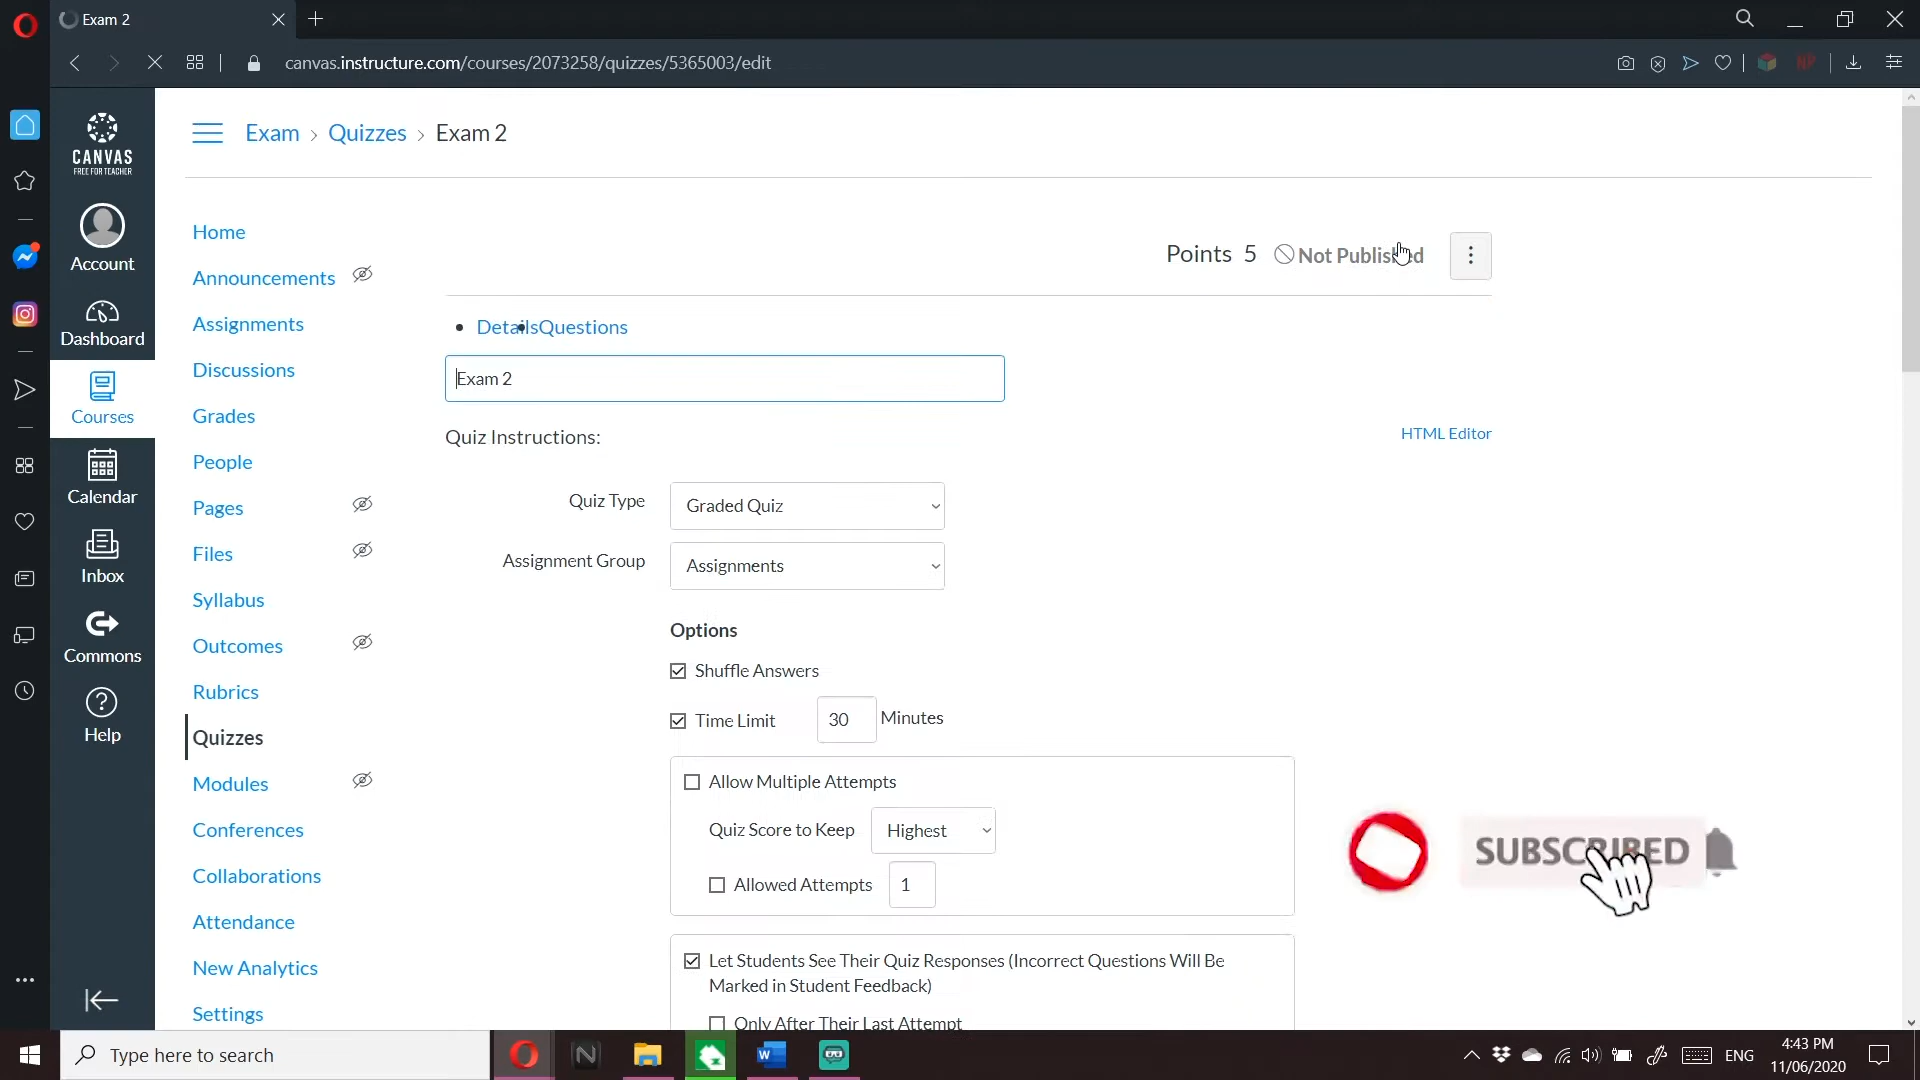 Exam 2
canvas.instructure.com/courses/2073258/quizzes/5365003/edit
CANVAS
FREE FOR TEACHER
Account
Dashboard
Courses
Calendar
Inbox
Commons
Help
Exam > Quizzes > Exam 2
Home
Announcements
Assignments
Discussions
Grades
People
Pages
Files
Syllabus
Outcomes
Rubrics
Quizzes
Modules
Conferences
Collaborations
Attendance
New Analytics
Settings
Points 5 Not Published
DetailsQuestions
Exam 2
Quiz Instructions:
HTML Editor
Quiz Type Graded Quiz
Assignment Group Assignments
Options
Shuffle Answers
Time Limit 30 Minutes
Allow Multiple Attempts
Quiz Score to Keep Highest
Allowed Attempts 1
Let Students See Their Quiz Responses (Incorrect Questions Will Be
Marked in Student Feedback)
Only After Their Last Attempt
SUBSCRIBED
Type here to search
ENG
4:43 PM
11/06/2020